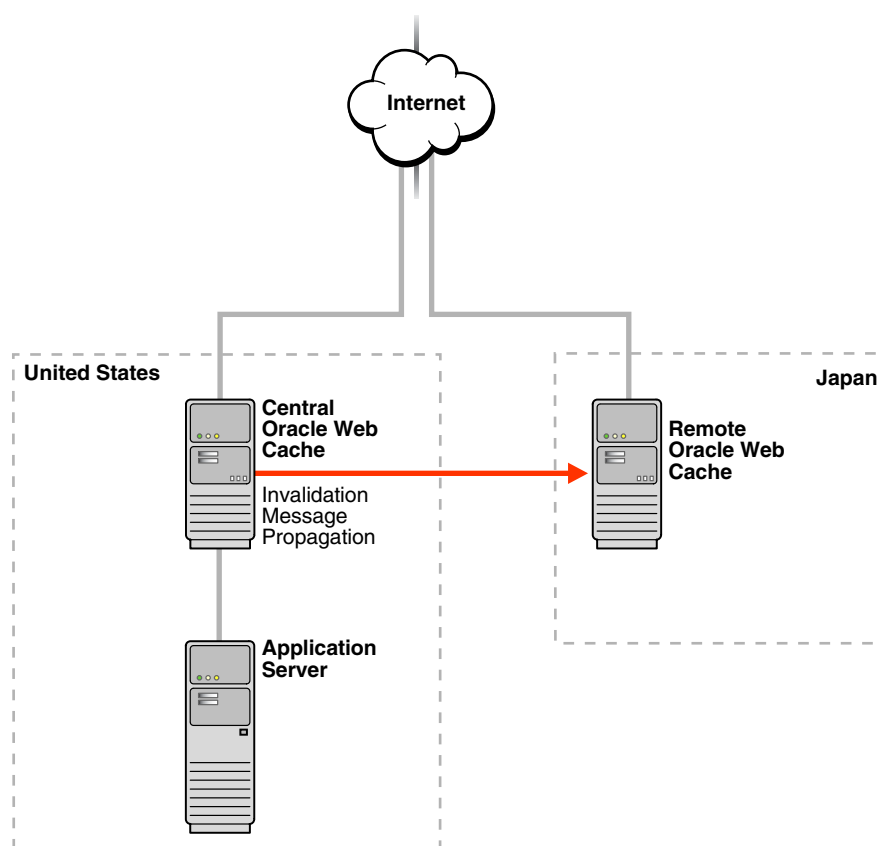 Internet
United States
Japan
Central
Oracle Web
Cache
Remote
Oracle Web
Cache
Invalidation
Message
Propagation
Application
Server